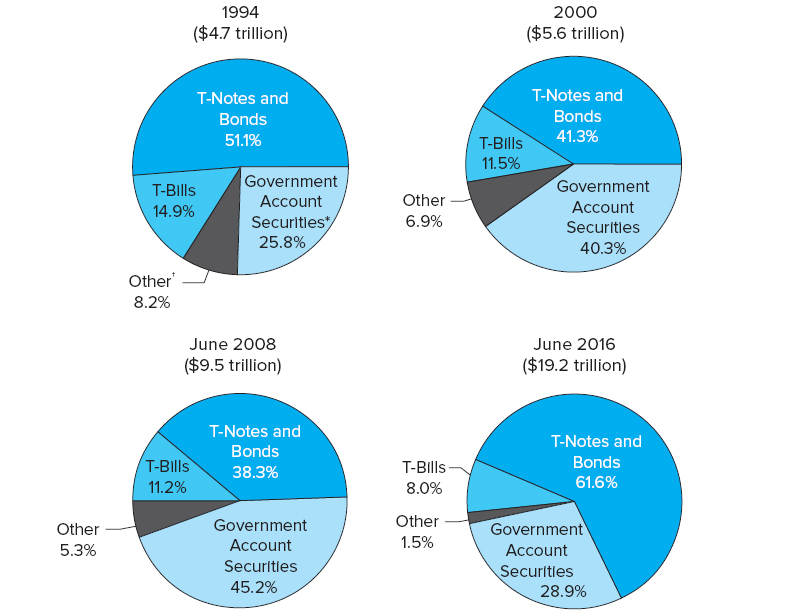 1994
($4.7 trillion)
T-Notes and
Bonds
51.1%
T-Bills
14.9%
Government
Account
Securities*
25.8%
Other†
8.2%
2000
($5.6 trillion)
T-Notes and
Bonds
41.3%
T-Bills
11.5%
Other
6.9%
Government
Account
Securities
40.3%
June 2008
($9.5 trillion)
T-Notes and
Bonds
38.3%
T-Bills
11.2%
Other
5.3%
Government
Account
Securities
45.2%
June 2016
($19.2 trillion)
T-Notes and
Bonds
61.6%
T-Bills
8.0%
Other
1.5%
Government
Account
Securities
28.9%